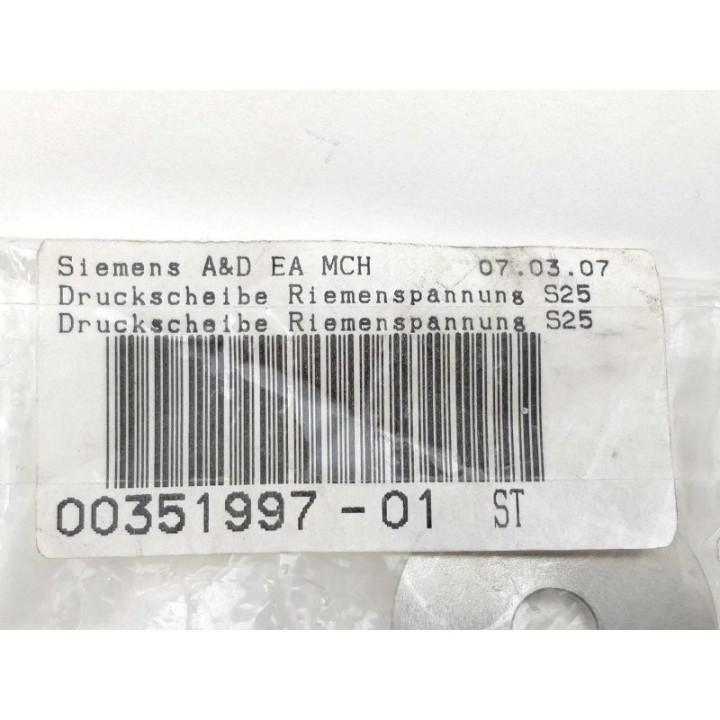 Siemens A&D EA MCH 07.03.07
Druckscheibe Riemenspannung S25
Druckscheibe Riemenspannung S25
00351997-01 ST